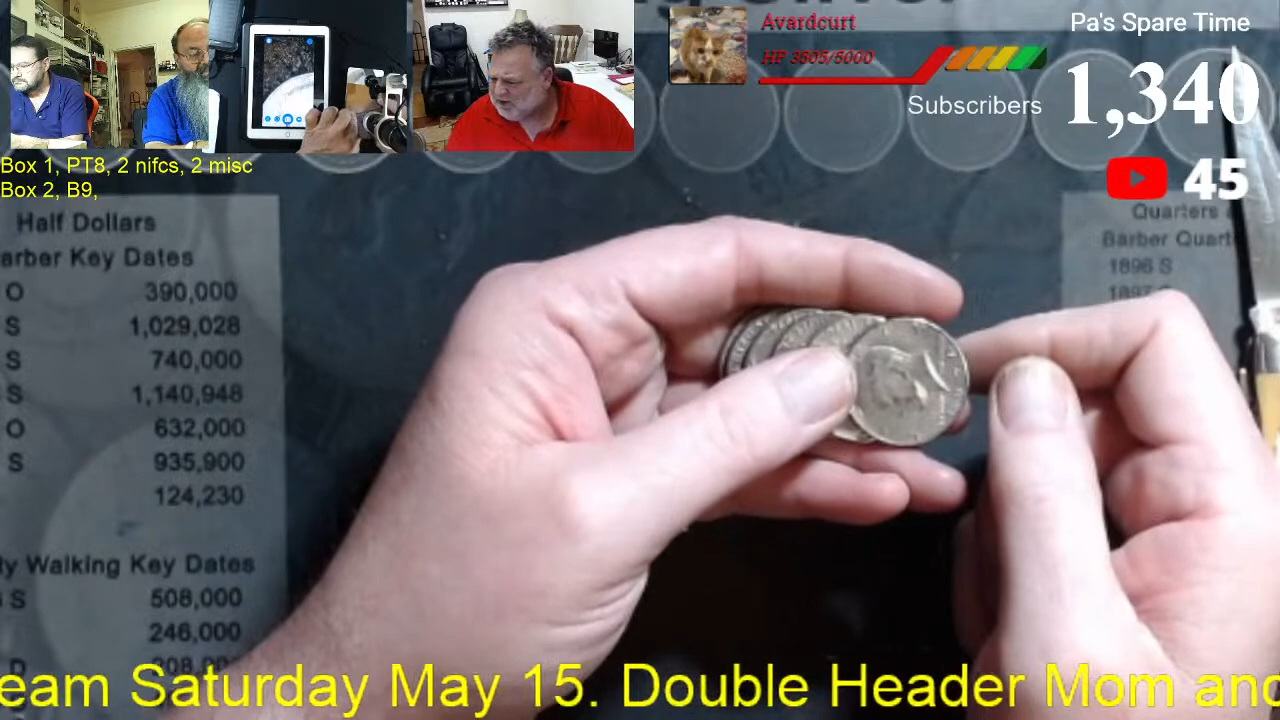 Avardcurt
HP 3505/5000
Pa's Spare Time
Subscribers 1,340
45
Box 1, PT8, 2 nifcs, 2 misc
Box 2, B9,
Half Dollars
arber Key Dates
O 390,000
S 1,029,028
S 740,000
S 1,140,948
O 632,000
S 935,900
124,230
ty Walking Key Dates
S 508,000
246,000
D
Quarters
Barber Quart
1896 S
eam Saturday May 15. Double Header Mom and